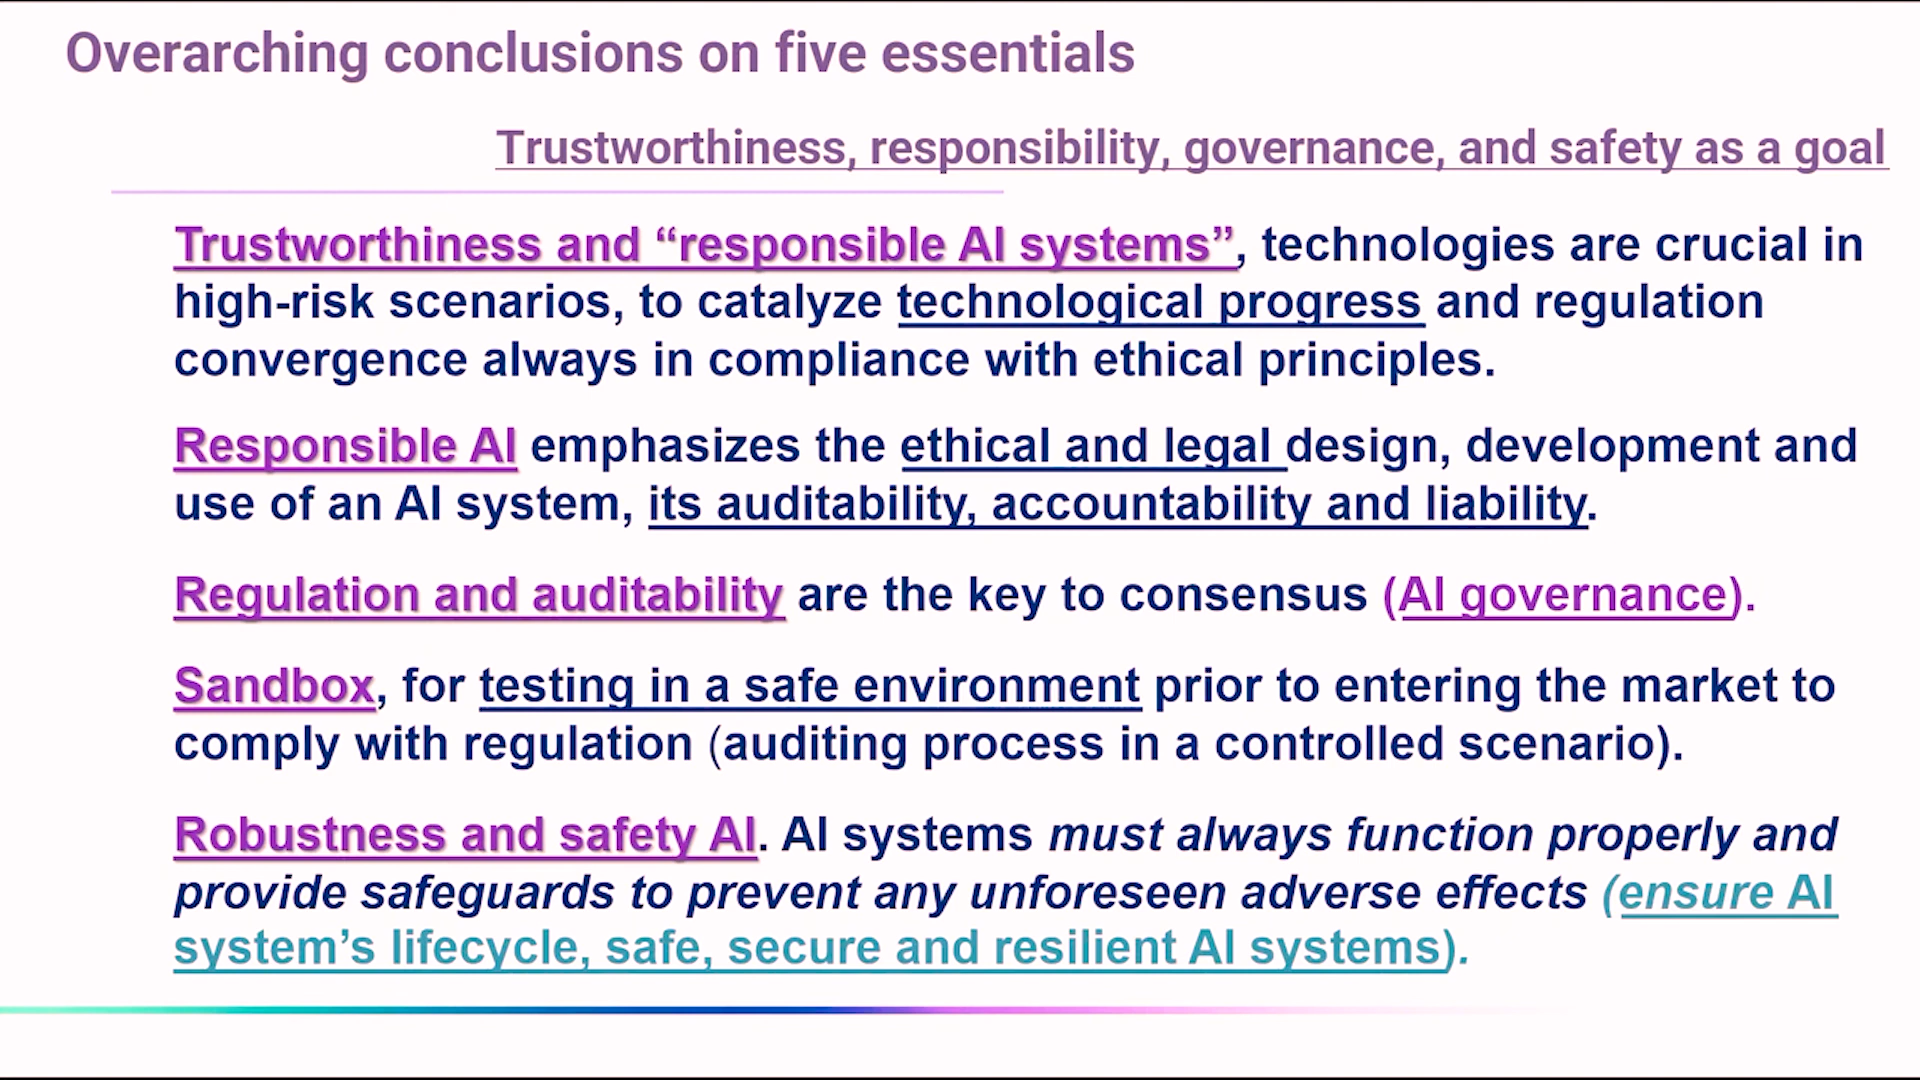 Overarching conclusions on five essentials
Trustworthiness, responsibility, governance, and safety as a goal
Trustworthiness and “responsible AI systems”, technologies are crucial in
high-risk scenarios, to catalyze technological progress and regulation
convergence always in compliance with ethical principles.
Responsible AI emphasizes the ethical and legal design, development and
use of an AI system, its auditability, accountability and liability.
Regulation and auditability are the key to consensus (AI governance).
Sandbox, for testing in a safe environment prior to entering the market to
comply with regulation (auditing process in a controlled scenario).
Robustness and safety AI. AI systems must always function properly and
provide safeguards to prevent any unforeseen adverse effects (ensure AI
system’s lifecycle, safe, secure and resilient AI systems).